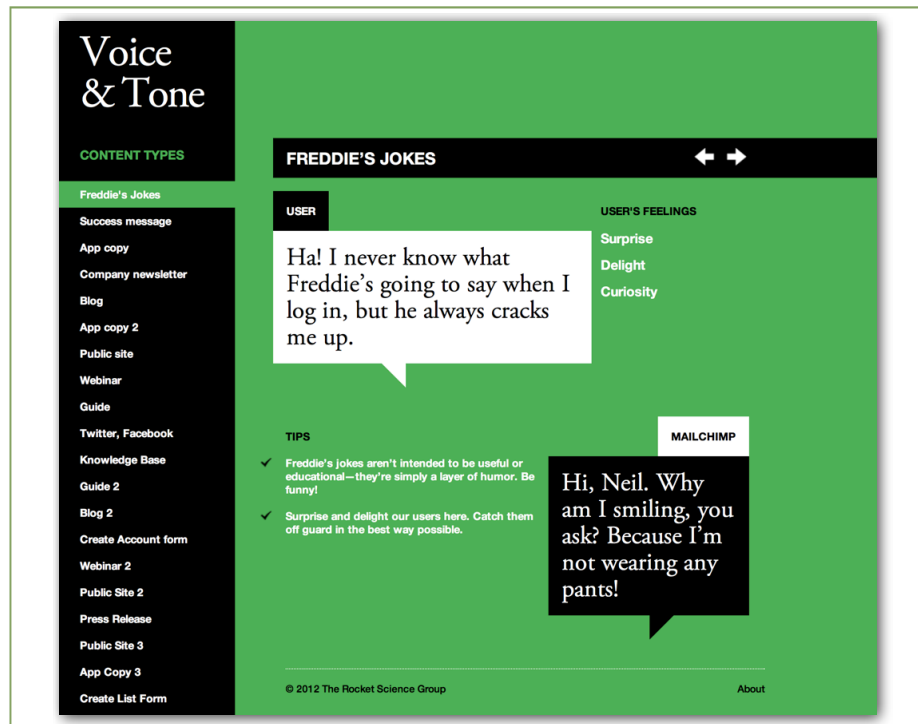 Voice
& Tone
CONTENT TYPES
Freddie's Jokes
Success message
App copy
Company newsletter
Blog
App copy 2
Public site
Webinar
Guide
Twitter, Facebook
Knowledge Base
Guide 2
Blog 2
Create Account form
Webinar 2
Public Site 2
Press Release
Public Site 3
App Copy 3
Create List Form
FREDDIE'S JOKES
USER
Ha! I never know what
Freddie's going to say when I
log in, but he always cracks
me up.
USER'S FEELINGS
Surprise
Delight
Curiosity
TIPS
Freddie's jokes aren't intended to be useful or
educational—they're simply a layer of humor. Be
funny!
Surprise and delight our users here. Catch them
off guard in the best way possible.
MAILCHIMP
Hi, Neil. Why
am I smiling, you
ask? Because I'm
not wearing any
pants!
© 2012 The Rocket Science Group
About